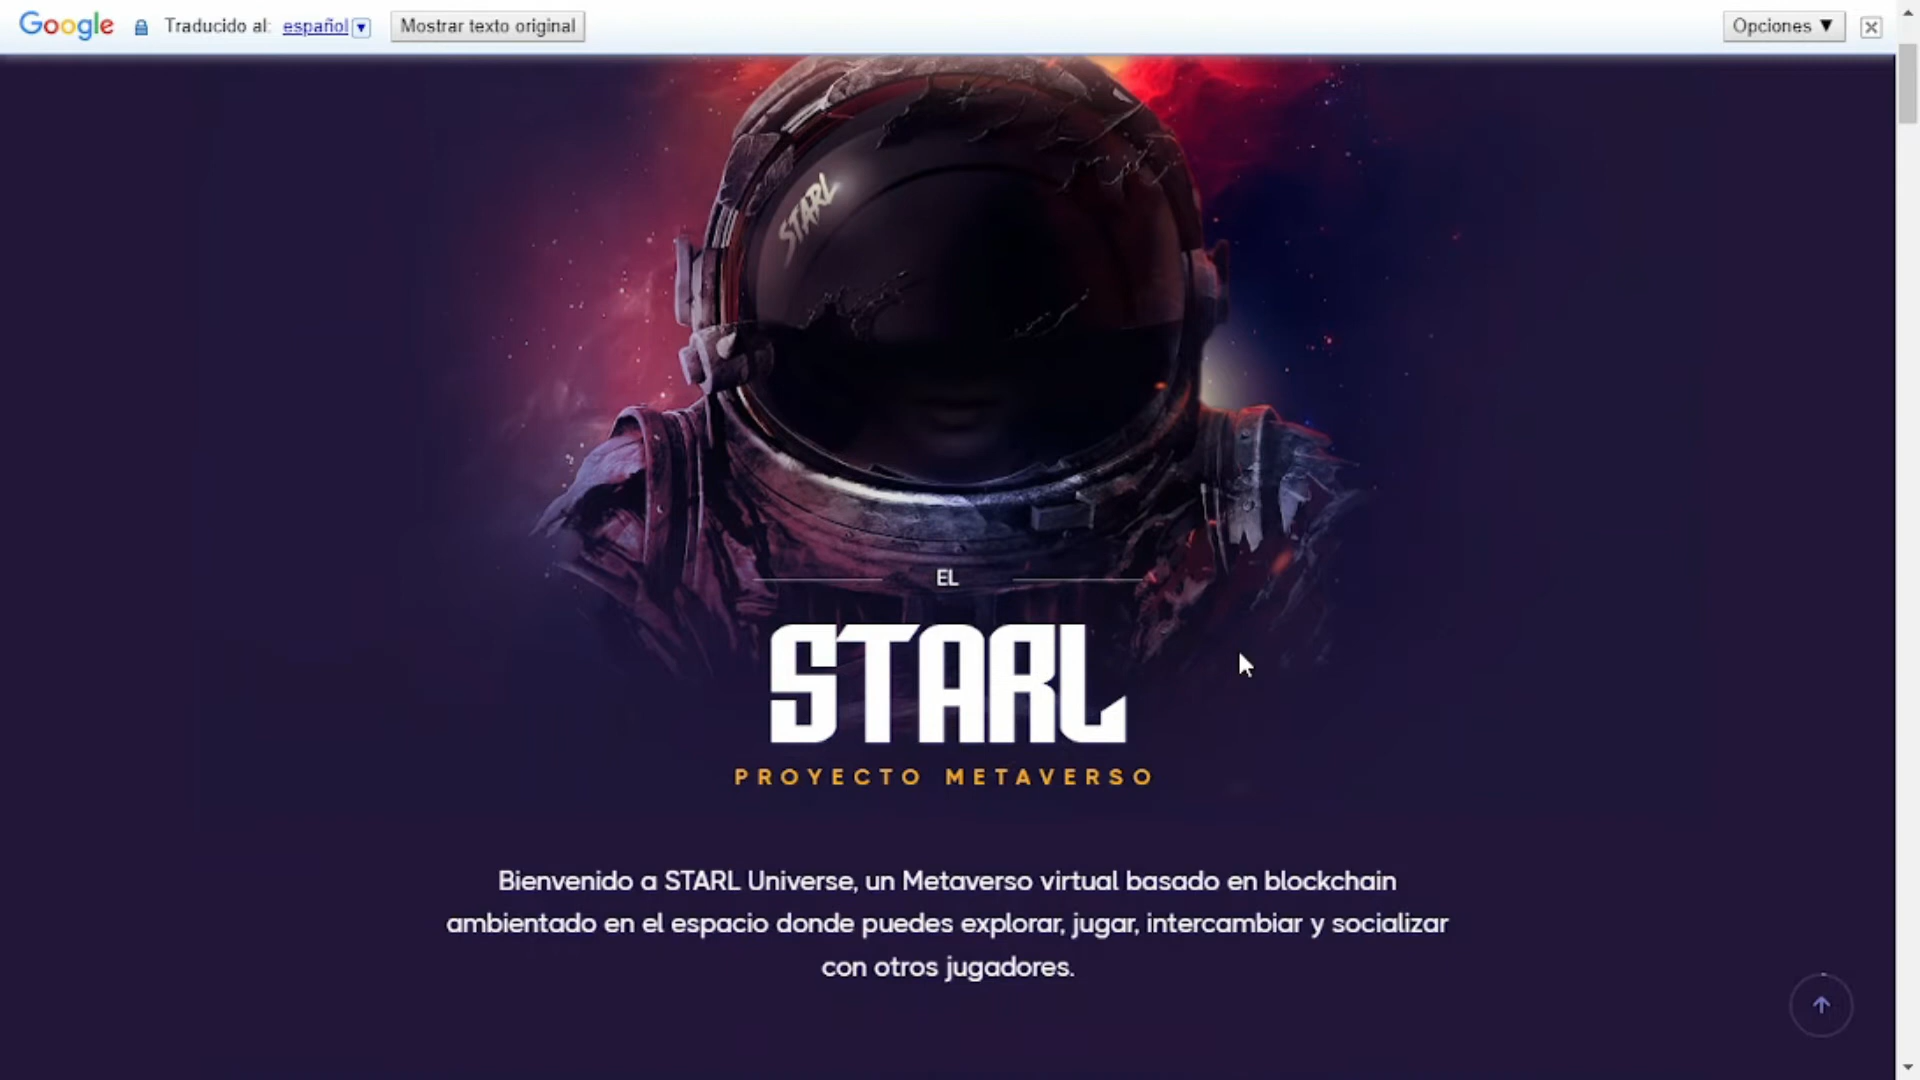 Google Traducido al: español Mostrar texto original Opciones ▼
STARL
EL
STARL
PROYECTO METAVERSO
Bienvenido a STARL Universe, un Metaverso virtual basado en blockchain
ambientado en el espacio donde puedes explorar, jugar, intercambiar y socializar
con otros jugadores.